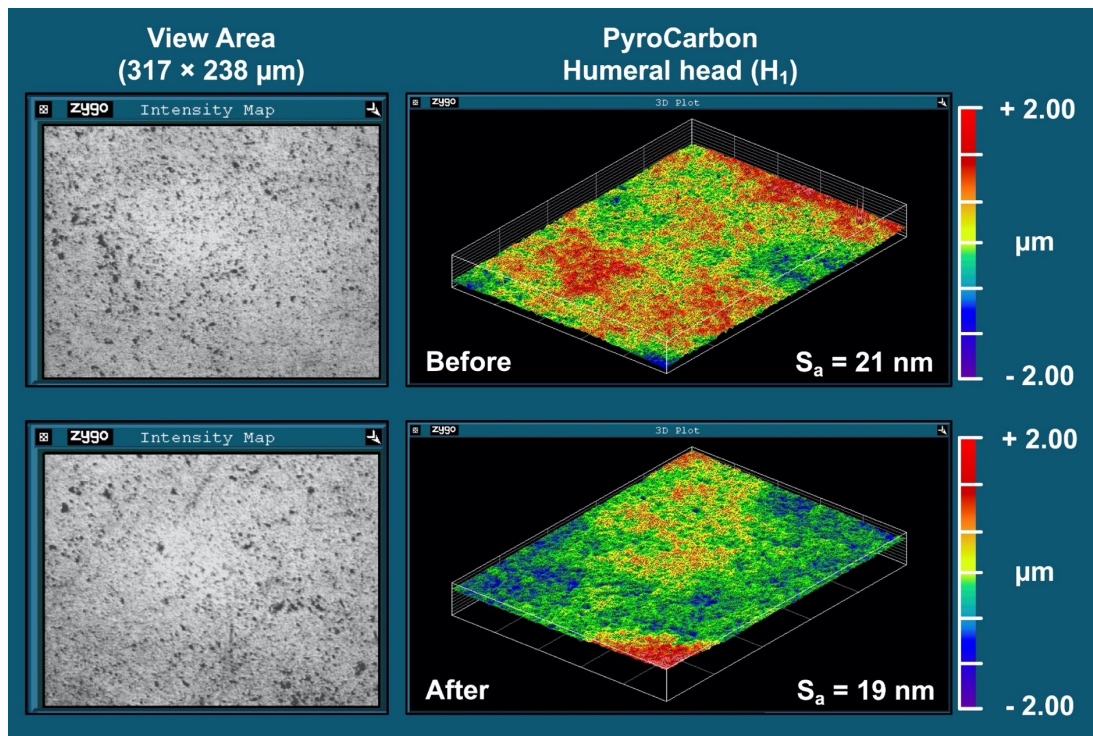 View Area
(317 × 238 µm)
PyroCarbon
Humeral head (H₁)
zygo Intensity Map
zygo 3D Plot
+ 2.00
µm
- 2.00
Before
Sₐ = 21 nm
zygo Intensity Map
zygo 3D Plot
+ 2.00
µm
- 2.00
After
Sₐ = 19 nm